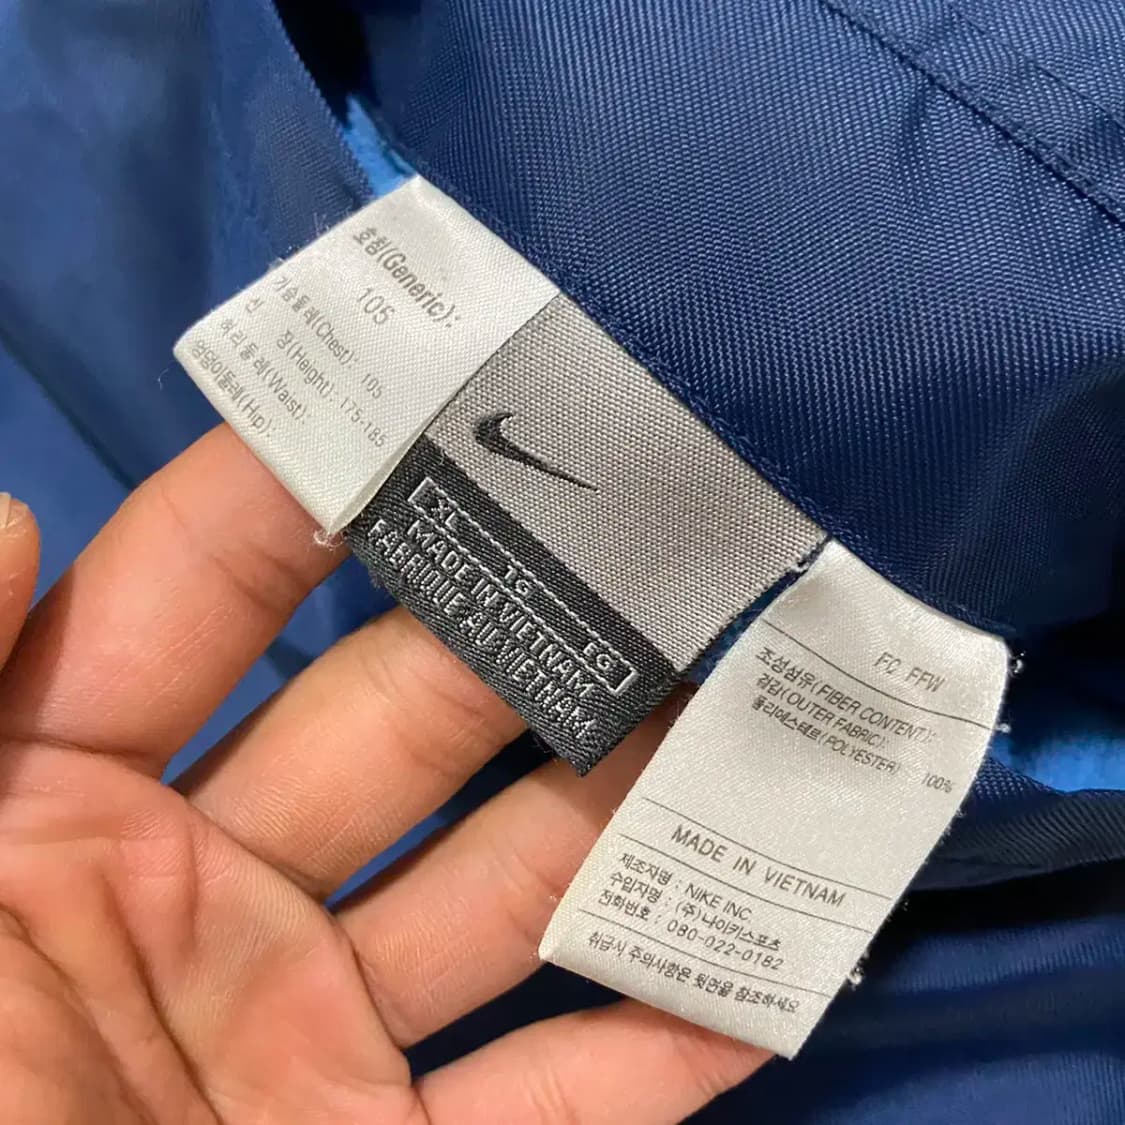 호칭(Generic):
105
가슴둘레(Chest): 105
신 장(Height): 175-185
허리둘레(Waist):
엉덩이둘레(Hip):
XL TG EG
MADE IN VIETNAM
FABRIQUE AU VIETNAM
FC FFW
조성섬유(FIBER CONTENT):
겉감(OUTER FABRIC):
폴리에스테르(POLYESTER) 100%
MADE IN VIETNAM
제조자명 : NIKE INC
수입자명 : (주)나이키스포츠
전화번호 : 080-022-0182
취급시 주의사항은 뒷면을 참조하세요